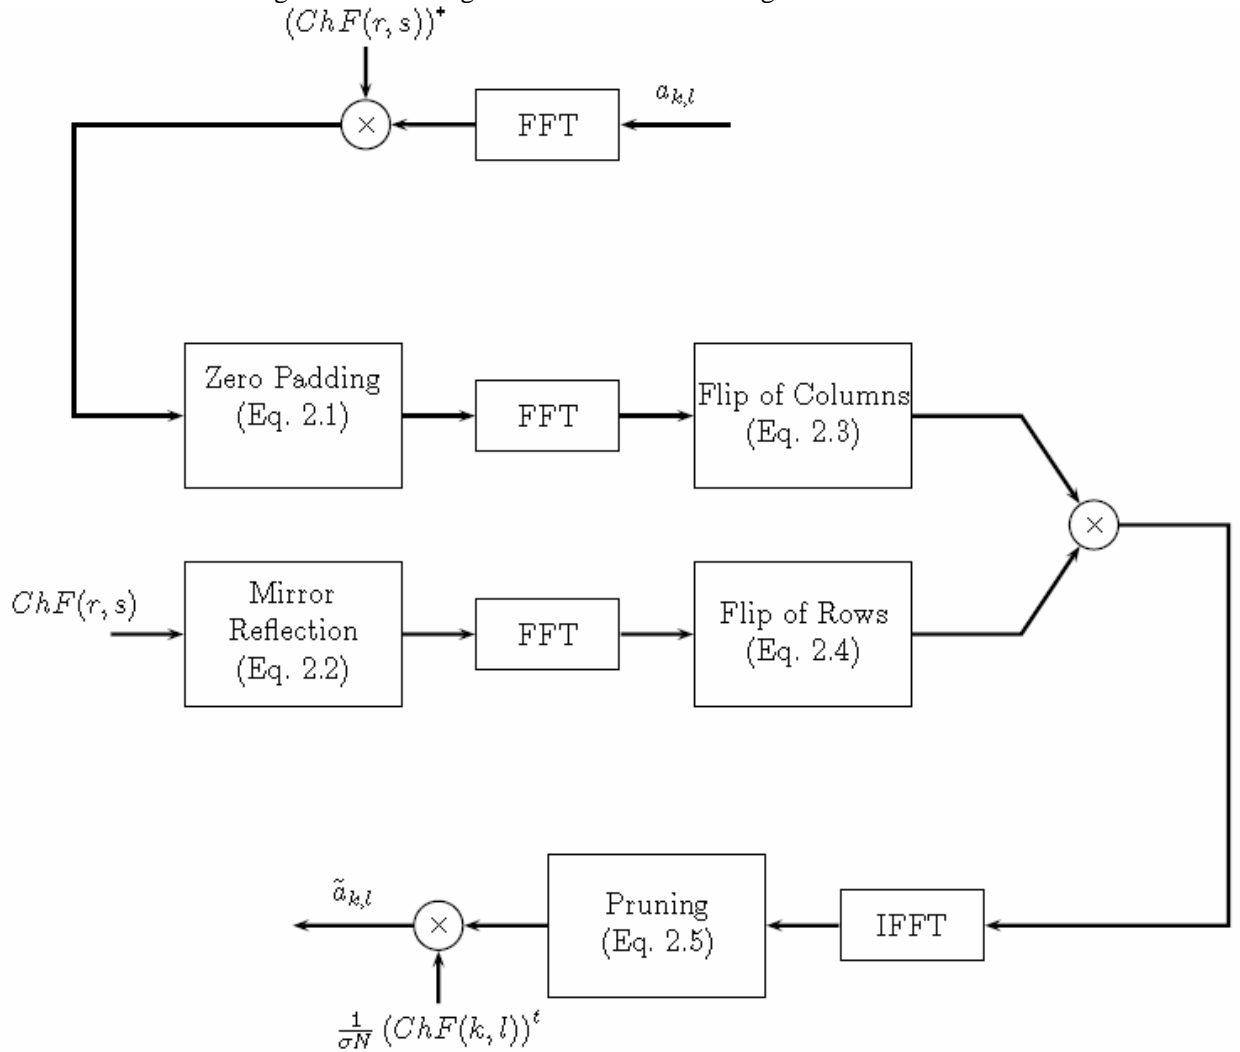 (ChF(r, s))⁺
a_{k,l}
×
FFT
Zero Padding
(Eq. 2.1)
FFT
Flip of Columns
(Eq. 2.3)
×
ChF(r, s)
Mirror
Reflection
(Eq. 2.2)
FFT
Flip of Rows
(Eq. 2.4)
ã_{k,l}
×
Pruning
(Eq. 2.5)
IFFT
1/σN (ChF(k, l))^t